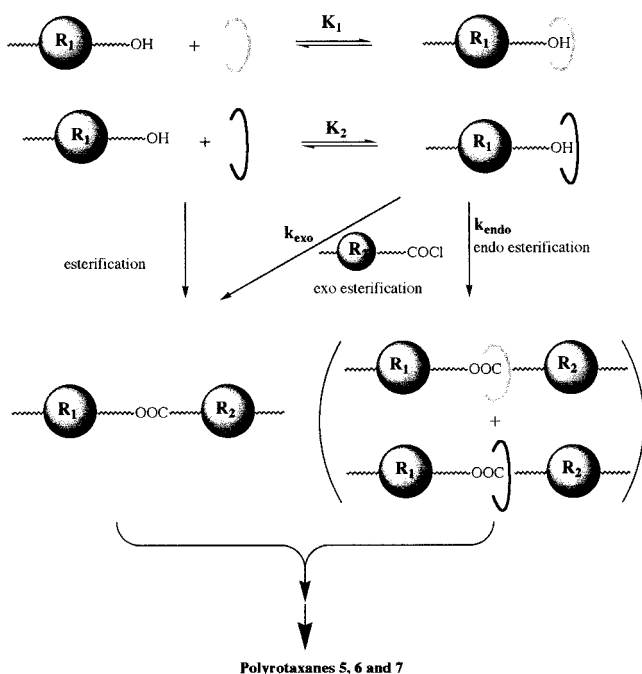 R1 OH + K1 R1 OH
R1 OH + K2 R1 OH
kexo kendo
esterification R2 COCl endo esterification
exo esterification
R1 OOC R2
+
R1 OOC R2 R1 OOC R2
Polyrotaxanes 5, 6 and 7